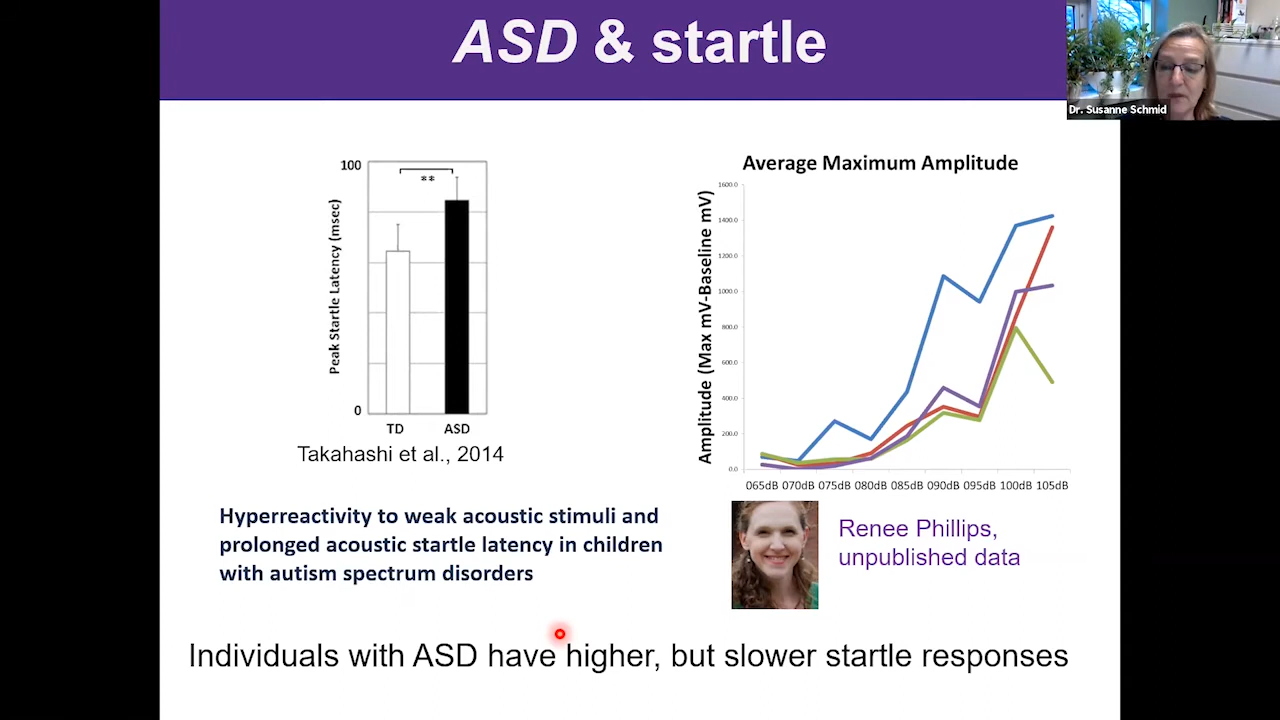 ASD & startle
Dr. Susanne Schmid
100
**
Peak Startle Latency (msec)
0
TD ASD
Takahashi et al., 2014
Average Maximum Amplitude
Amplitude (Max mV-Baseline mV)
1600.0
1400.0
1200.0
1000.0
800.0
600.0
400.0
200.0
0.0
065dB 070dB 075dB 080dB 085dB 090dB 095dB 100dB 105dB
Hyperreactivity to weak acoustic stimuli and
prolonged acoustic startle latency in children
with autism spectrum disorders
Renee Phillips,
unpublished data
Individuals with ASD have higher, but slower startle responses